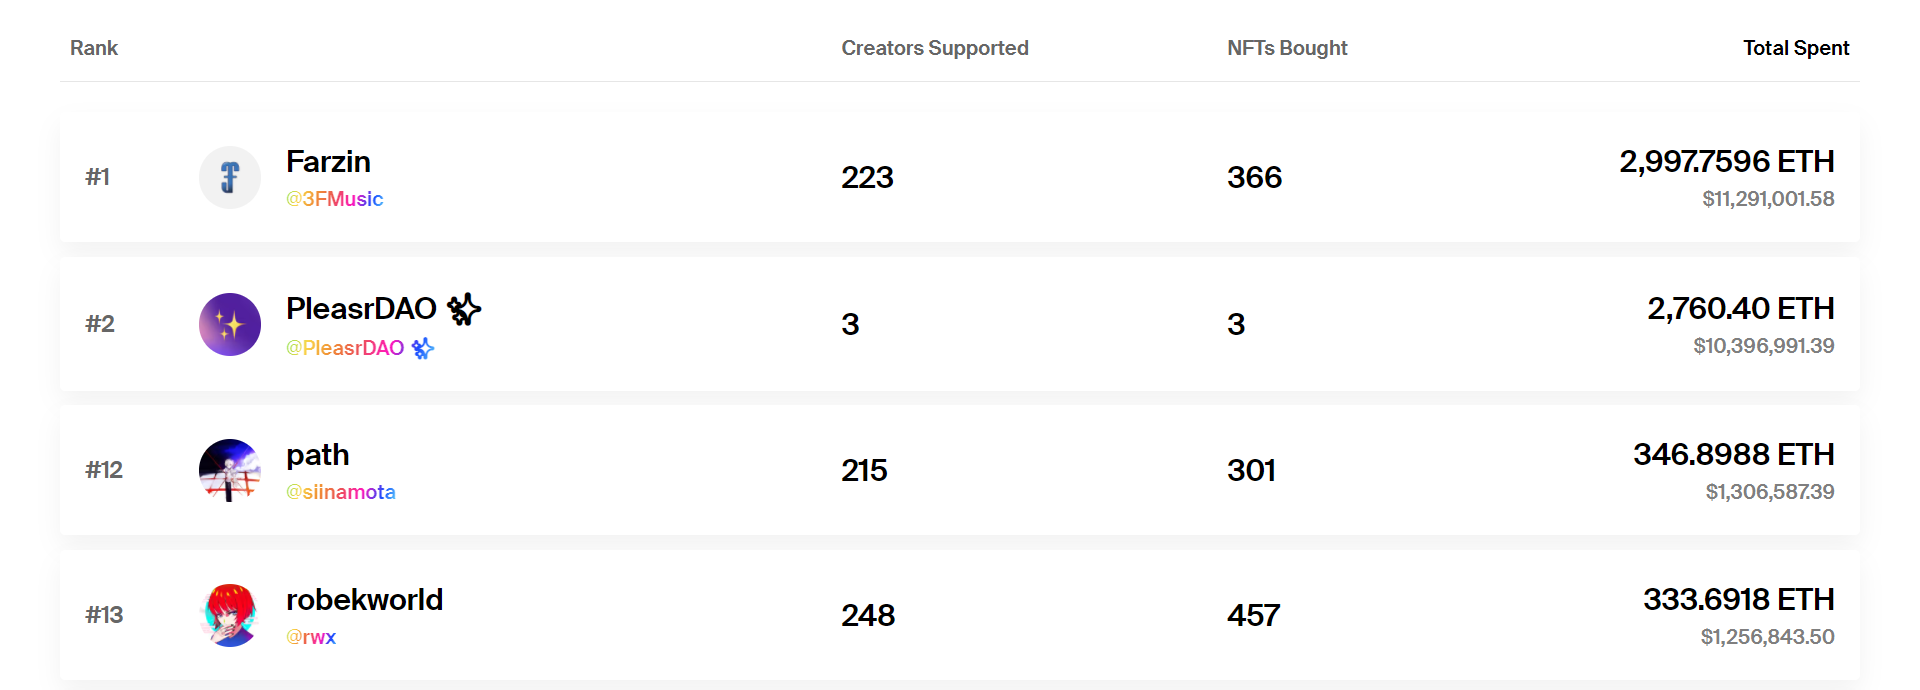 Rank Creators Supported NFTs Bought Total Spent
#1 Farzin 223 366 2,997.7596 ETH
@3FMusic $11,291,001.58
#2 PleasrDAO ✨ 3 3 2,760.40 ETH
@PleasrDAO ✨ $10,396,991.39
#12 path 215 301 346.8988 ETH
@siinamota $1,306,587.39
#13 robekworld 248 457 333.6918 ETH
@rwx $1,256,843.50